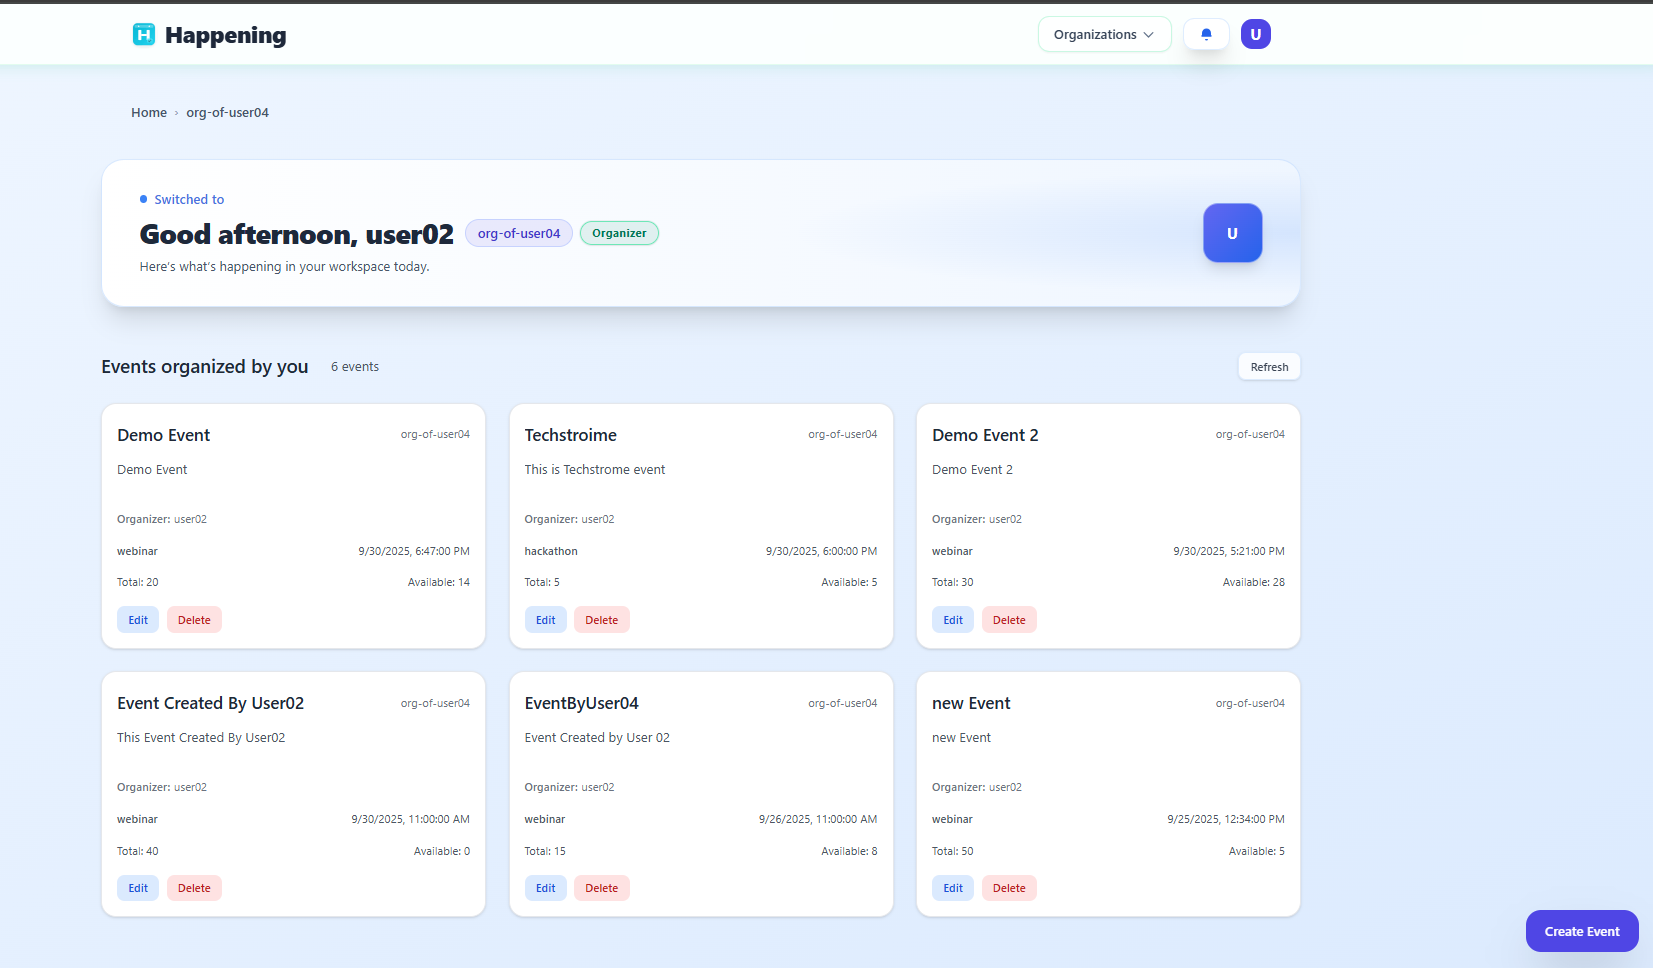 Happening
Organizations
U
Home › org-of-user04
Switched to
Good afternoon, user02 org-of-user04 Organizer
U
Here's what's happening in your workspace today.
Events organized by you 6 events Refresh
Demo Event org-of-user04
Demo Event
Organizer: user02
webinar 9/30/2025, 6:47:00 PM
Total: 20 Available: 14
Edit Delete
Techstroime org-of-user04
This is Techstrome event
Organizer: user02
hackathon 9/30/2025, 6:00:00 PM
Total: 5 Available: 5
Edit Delete
Demo Event 2 org-of-user04
Demo Event 2
Organizer: user02
webinar 9/30/2025, 5:21:00 PM
Total: 30 Available: 28
Edit Delete
Event Created By User02 org-of-user04
This Event Created By User02
Organizer: user02
webinar 9/30/2025, 11:00:00 AM
Total: 40 Available: 0
Edit Delete
EventByUser04 org-of-user04
Event Created by User 02
Organizer: user02
webinar 9/26/2025, 11:00:00 AM
Total: 15 Available: 8
Edit Delete
new Event org-of-user04
new Event
Organizer: user02
webinar 9/25/2025, 12:34:00 PM
Total: 50 Available: 5
Edit Delete
Create Event